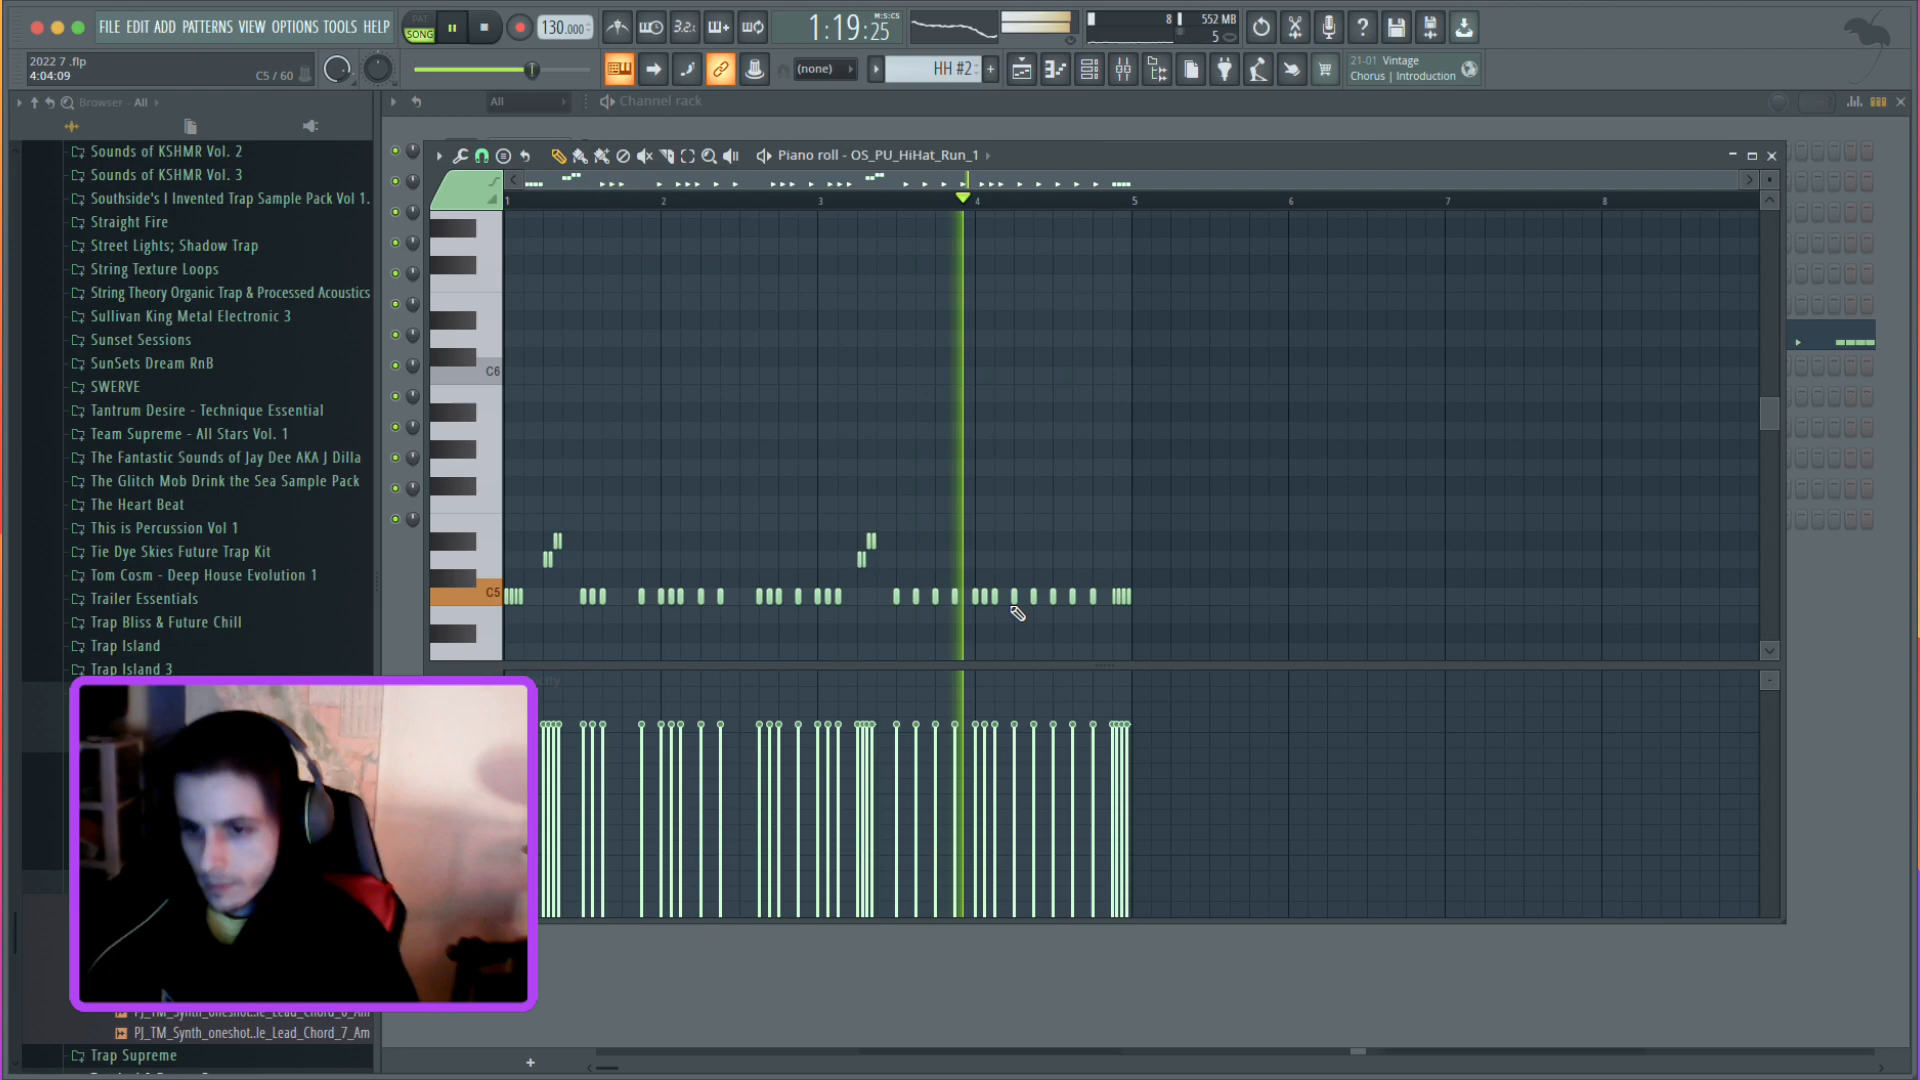 FILE EDIT ADD PATTERNS VIEW OPTIONS TOOLS HELP
PAT
SONG
130.000
3.2.
1:19:25
M:S:CS
8
552 MB
5
2022 7 .flp
4:04:09
C5 / 60
(none)
HH #2
21-01 Vintage
Chorus | Introduction
Browser - All
All
Channel rack
Piano roll - OS_PU_HiHat_Run_1
1 2 3 4 5 6 7 8
C6
C5
Sounds of KSHMR Vol. 2
Sounds of KSHMR Vol. 3
Southside's I Invented Trap Sample Pack Vol 1.
Straight Fire
Street Lights; Shadow Trap
String Texture Loops
String Theory Organic Trap & Processed Acoustics
Sullivan King Metal Electronic 3
Sunset Sessions
SunSets Dream RnB
SWERVE
Tantrum Desire - Technique Essential
Team Supreme - All Stars Vol. 1
The Fantastic Sounds of Jay Dee AKA J Dilla
The Glitch Mob Drink the Sea Sample Pack
The Heart Beat
This is Percussion Vol 1
Tie Dye Skies Future Trap Kit
Tom Cosm - Deep House Evolution 1
Trailer Essentials
Trap Bliss & Future Chill
Trap Island
Trap Island 3
PJ_TM_Synth_oneshot..le_Lead_Chord_6_Am
PJ_TM_Synth_oneshot..le_Lead_Chord_7_Am
Trap Supreme